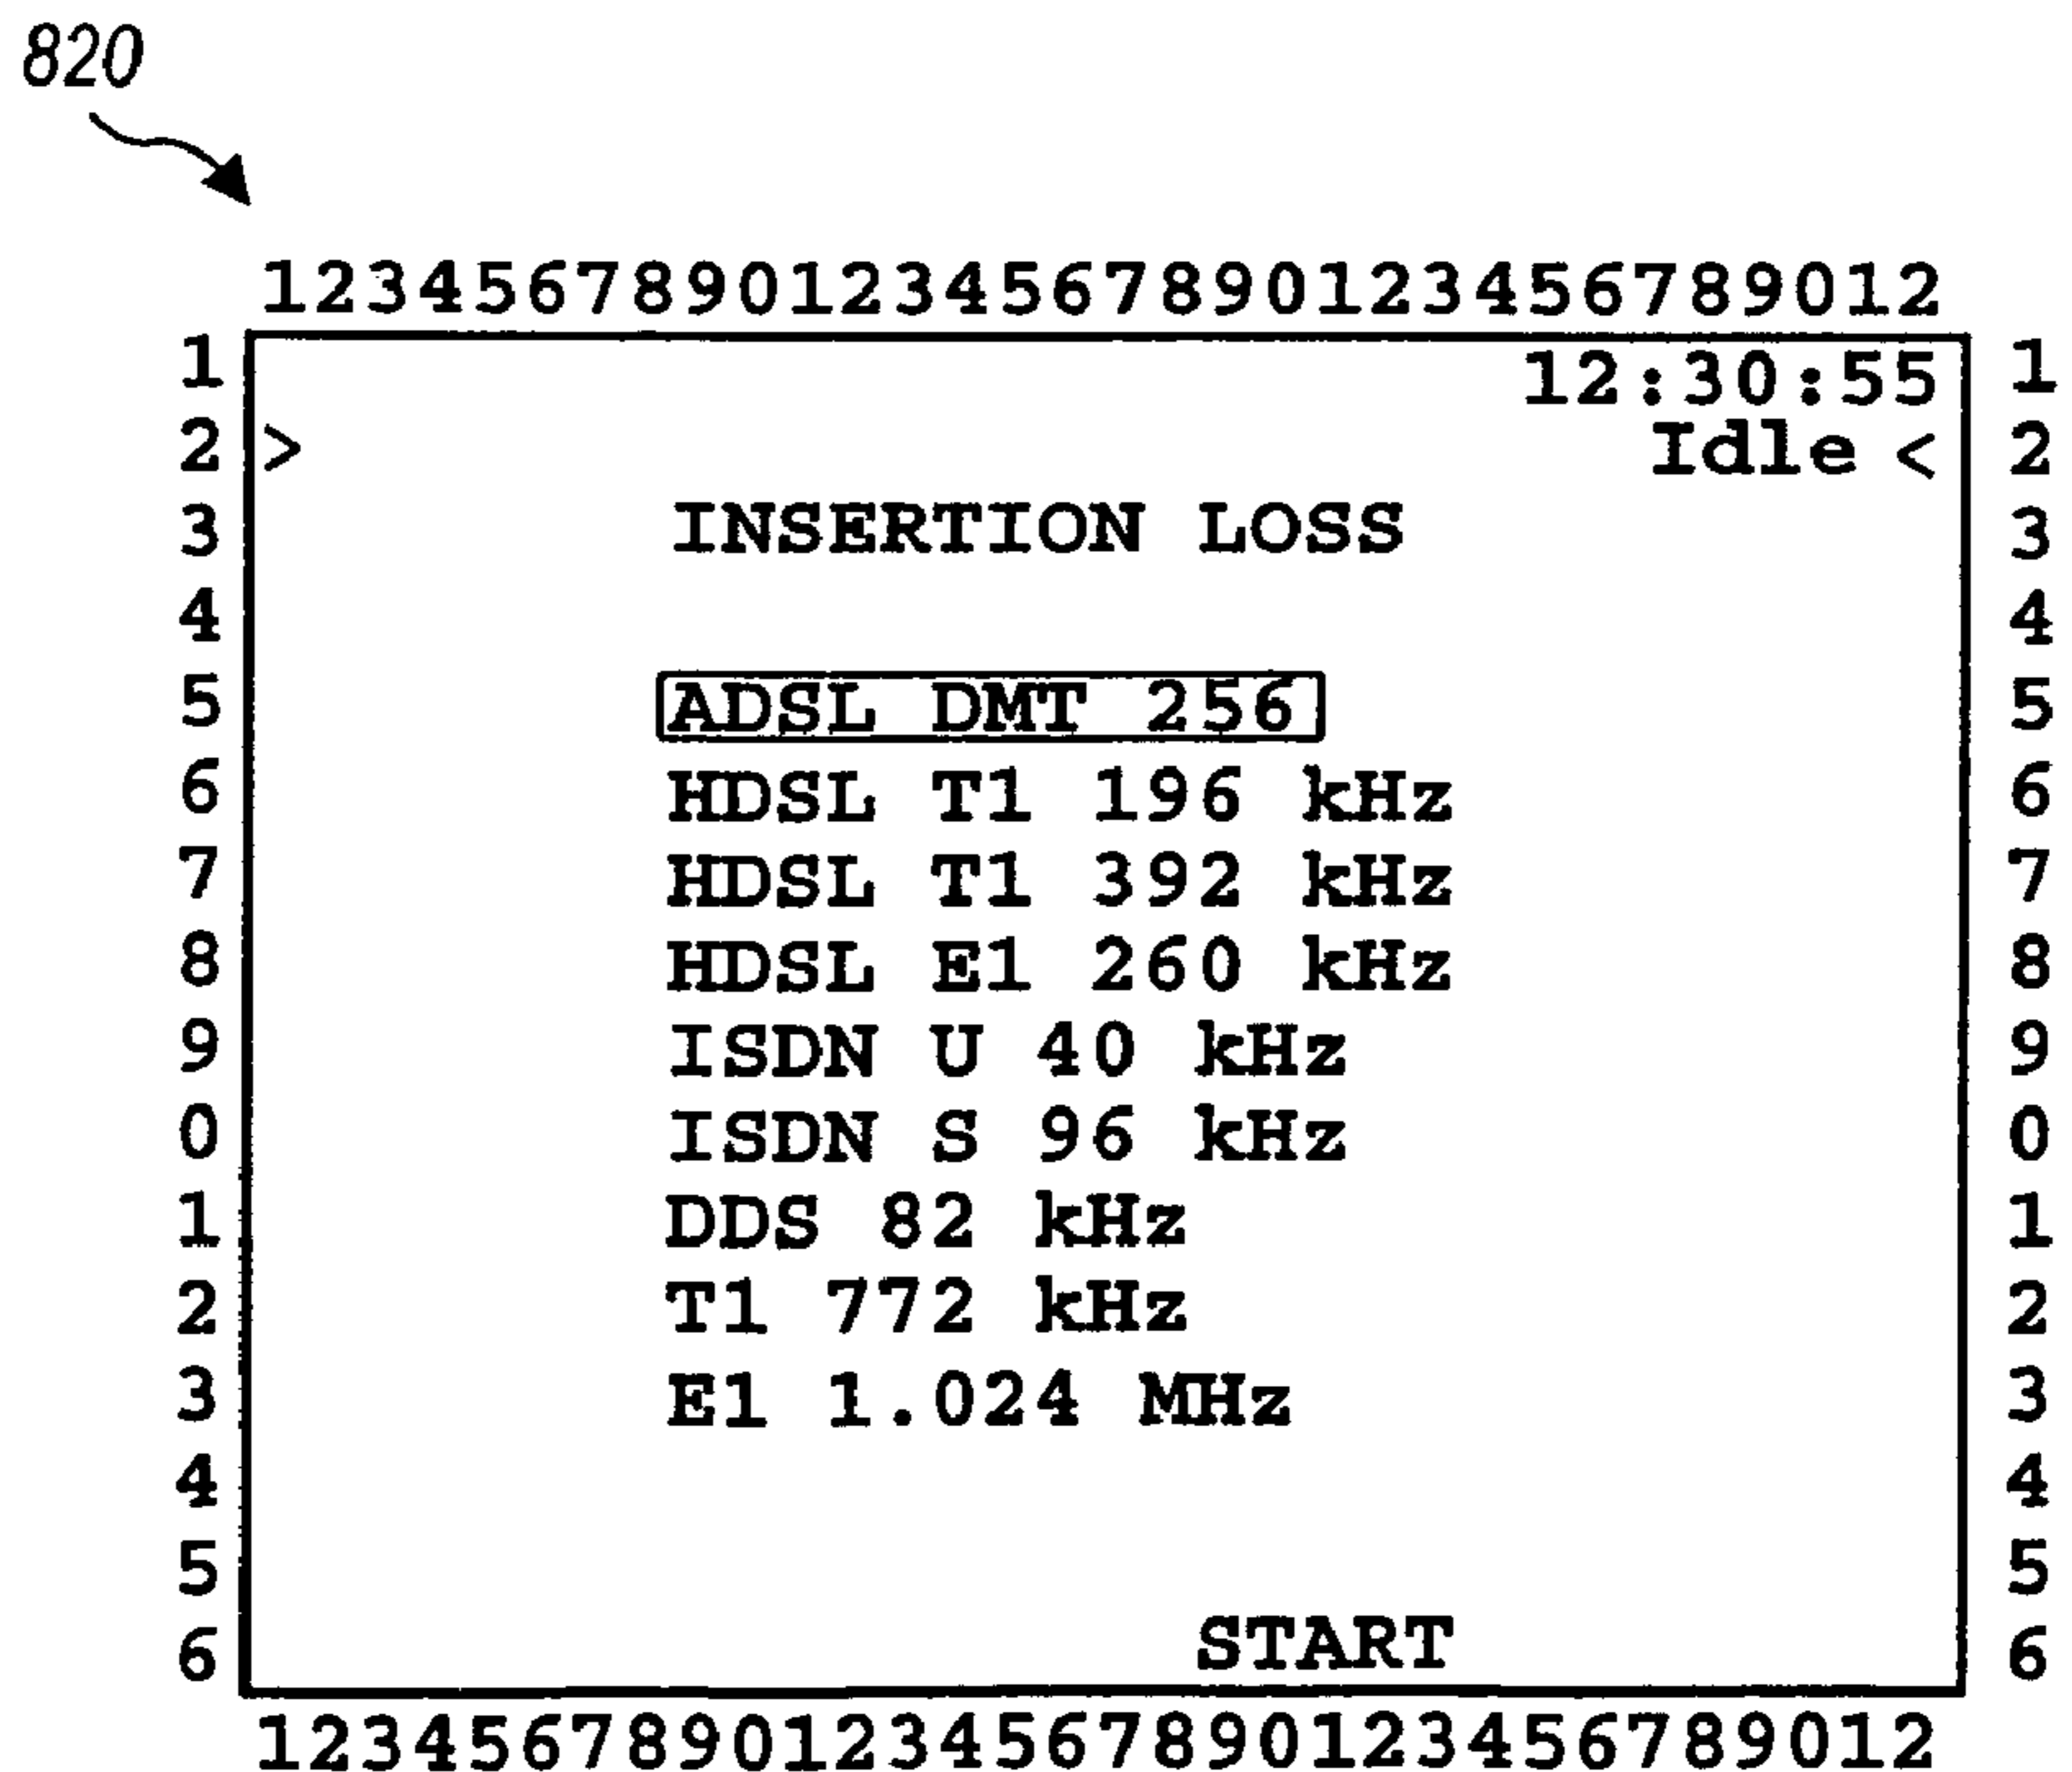 820
12345678901234567890123456789012
1 12:30:55 1
2 > Idle < 2
3 INSERTION LOSS 3
4 4
5 ADSL DMT 256 5
6 HDSL T1 196 kHz 6
7 HDSL T1 392 kHz 7
8 HDSL E1 260 kHz 8
9 ISDN U 40 kHz 9
0 ISDN S 96 kHz 0
1 DDS 82 kHz 1
2 T1 772 kHz 2
3 E1 1.024 MHz 3
4 4
5 5
6 START 6
12345678901234567890123456789012